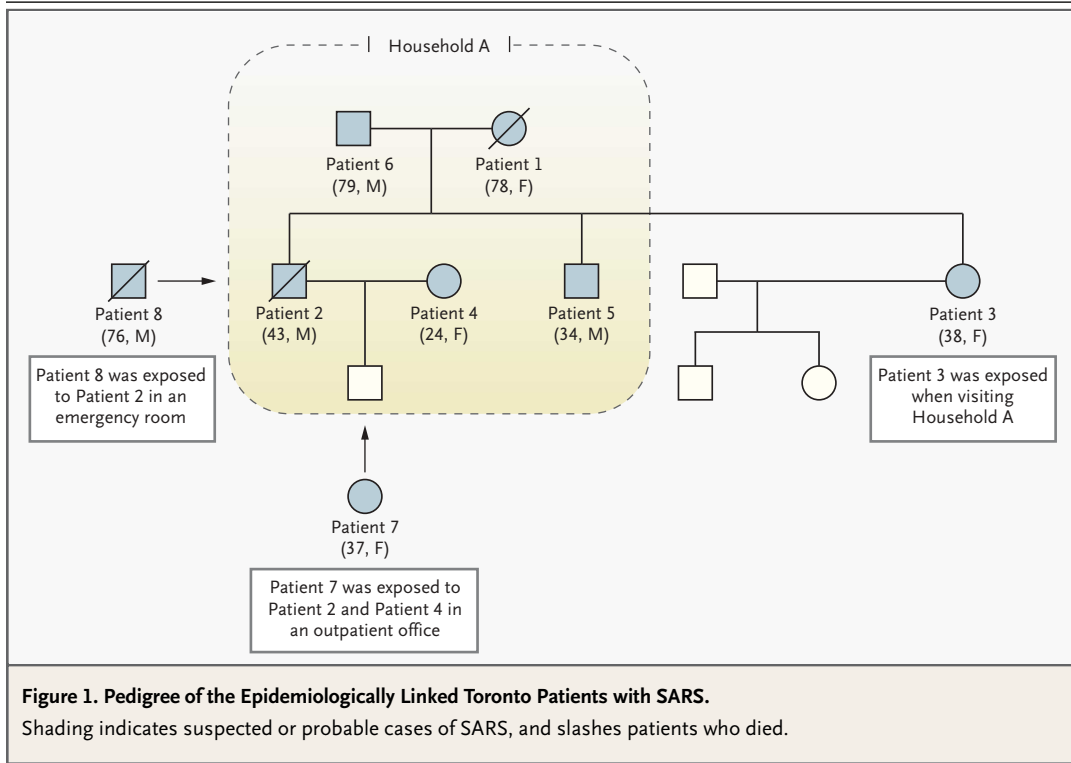 Household A
Patient 6
(79, M)
Patient 1
(78, F)
Patient 8
(76, M)
Patient 2
(43, M)
Patient 4
(24, F)
Patient 5
(34, M)
Patient 3
(38, F)
Patient 8 was exposed
to Patient 2 in an
emergency room
Patient 3 was exposed
when visiting
Household A
Patient 7
(37, F)
Patient 7 was exposed to
Patient 2 and Patient 4 in
an outpatient office
Figure 1. Pedigree of the Epidemiologically Linked Toronto Patients with SARS.
Shading indicates suspected or probable cases of SARS, and slashes patients who died.